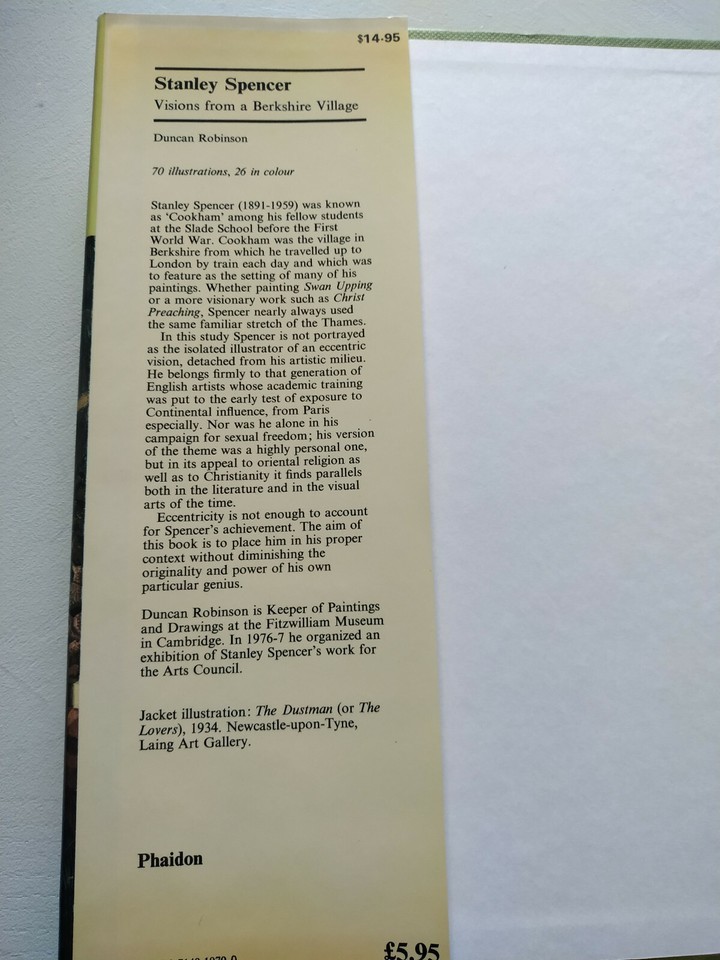 $14-95
Stanley Spencer
Visions from a Berkshire Village
Duncan Robinson
70 illustrations, 26 in colour
Stanley Spencer (1891-1959) was known
as 'Cookham' among his fellow students
at the Slade School before the First
World War. Cookham was the village in
Berkshire from which he travelled up to
London by train each day and which was
to feature as the setting of many of his
paintings. Whether painting Swan Upping
or a more visionary work such as Christ
Preaching, Spencer nearly always used
the same familiar stretch of the Thames.
In this study Spencer is not portrayed
as the isolated illustrator of an eccentric
vision, detached from his artistic milieu.
He belongs firmly to that generation of
English artists whose academic training
was put to the early test of exposure to
Continental influence, from Paris
especially. Nor was he alone in his
campaign for sexual freedom; his version
of the theme was a highly personal one,
but in its appeal to oriental religion as
well as to Christianity it finds parallels
both in the literature and in the visual
arts of the time.
Eccentricity is not enough to account
for Spencer's achievement. The aim of
this book is to place him in his proper
context without diminishing the
originality and power of his own
particular genius.
Duncan Robinson is Keeper of Paintings
and Drawings at the Fitzwilliam Museum
in Cambridge. In 1976-7 he organized an
exhibition of Stanley Spencer's work for
the Arts Council.
Jacket illustration: The Dustman (or The
Lovers), 1934. Newcastle-upon-Tyne,
Laing Art Gallery.
Phaidon
£5.95